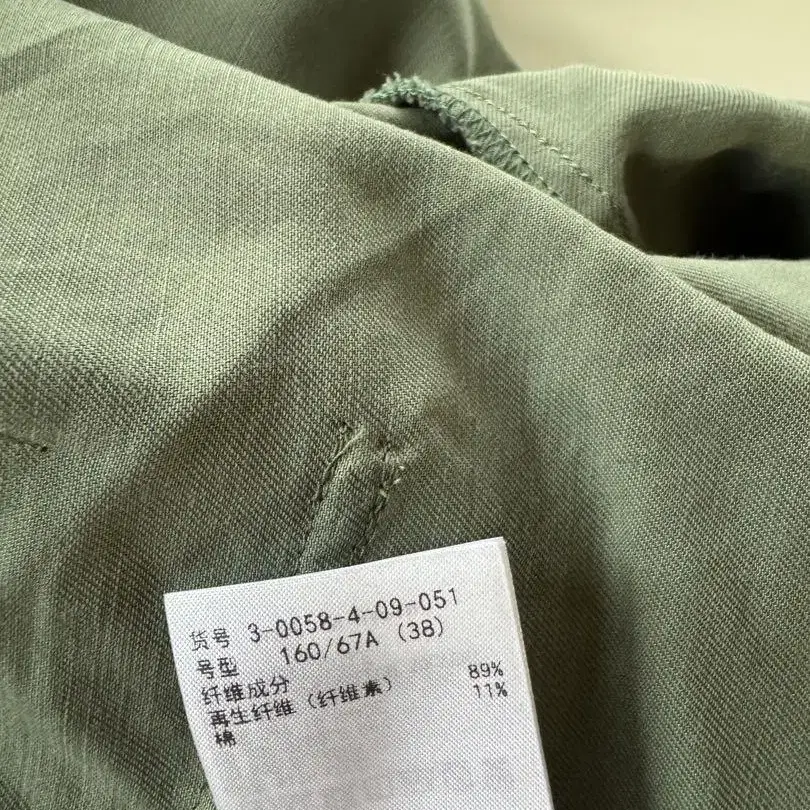 货号 3-0058-4-09-051
号型 160/67A (38)
纤维成分
再生纤维（纤维素） 89%
棉 11%